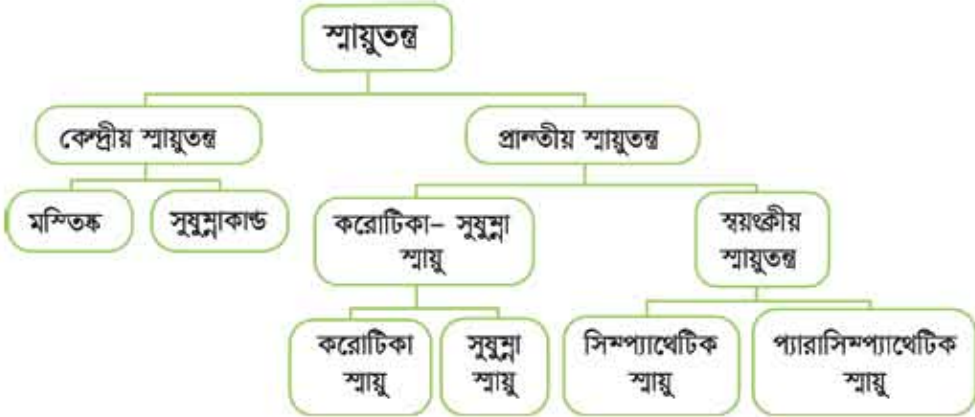 স্নায়ুতন্ত্র
কেন্দ্রীয় স্নায়ুতন্ত্র
প্রান্তীয় স্নায়ুতন্ত্র
মস্তিষ্ক
সুষুম্নাকান্ড
করোটিকা– সুষুম্না
স্নায়ু
স্বয়ংক্রীয়
স্নায়ুতন্ত্র
করোটিকা
স্নায়ু
সুষুম্না
স্নায়ু
সিম্প্যাথেটিক
স্নায়ু
প্যারাসিম্প্যাথেটিক
স্নায়ু